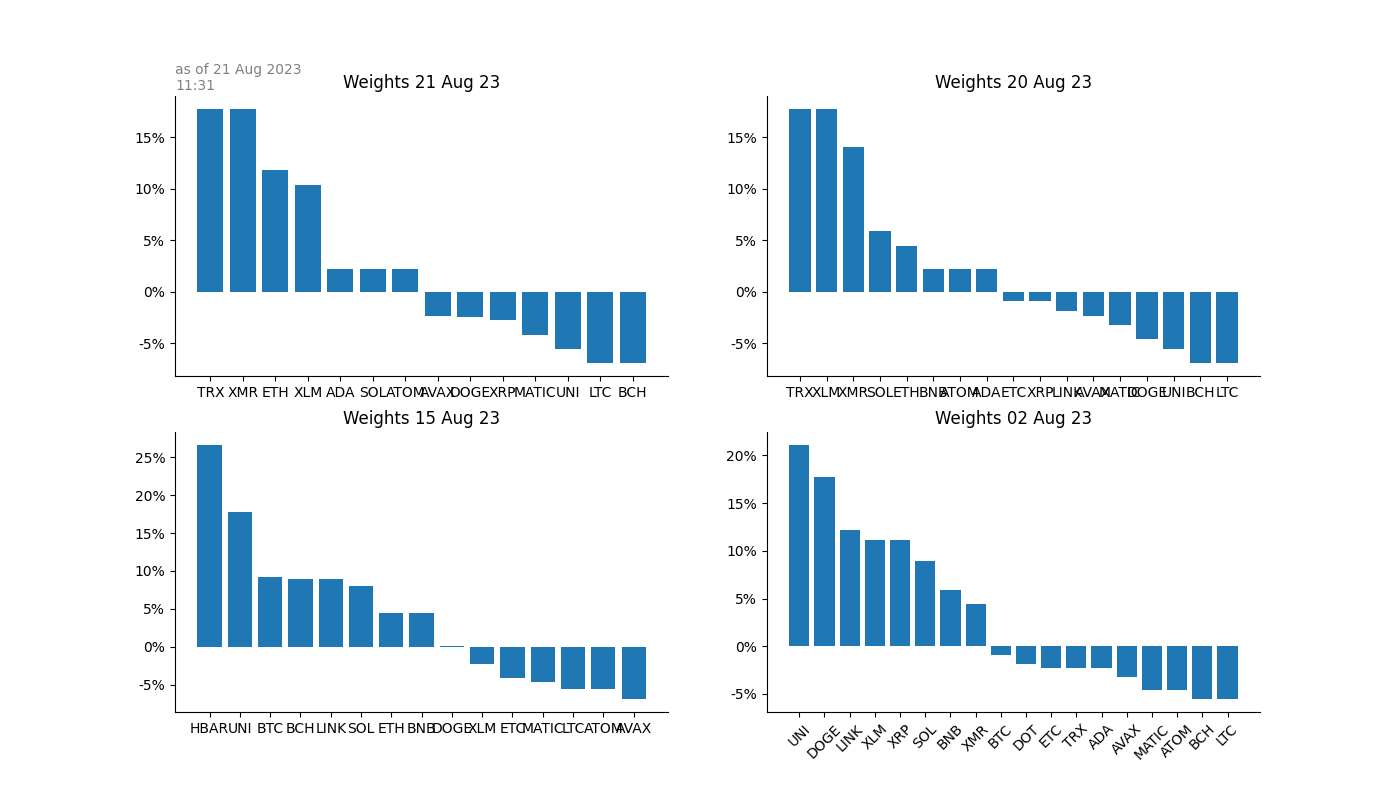 as of 21 Aug 2023
11:31
Weights 21 Aug 23
15%
10%
5%
0%
-5%
TRX XMR ETH XLM ADA SOL ATOM AVAX DOGE XRP MATIC UNI LTC BCH
Weights 20 Aug 23
15%
10%
5%
0%
-5%
TRX XLM XMR SOL ETH BNB ATOM ADA ETC XRP LINK AVAX MATIC DOGE UNI BCH LTC
Weights 15 Aug 23
25%
20%
15%
10%
5%
0%
-5%
HBAR UNI BTC BCH LINK SOL ETH BNB DOGE XLM ETC MATIC LTC ATOM AVAX
Weights 02 Aug 23
20%
15%
10%
5%
0%
-5%
UNI DOGE LINK XLM XRP SOL BNB XMR BTC DOT ETC TRX ADA AVAX MATIC ATOM BCH LTC